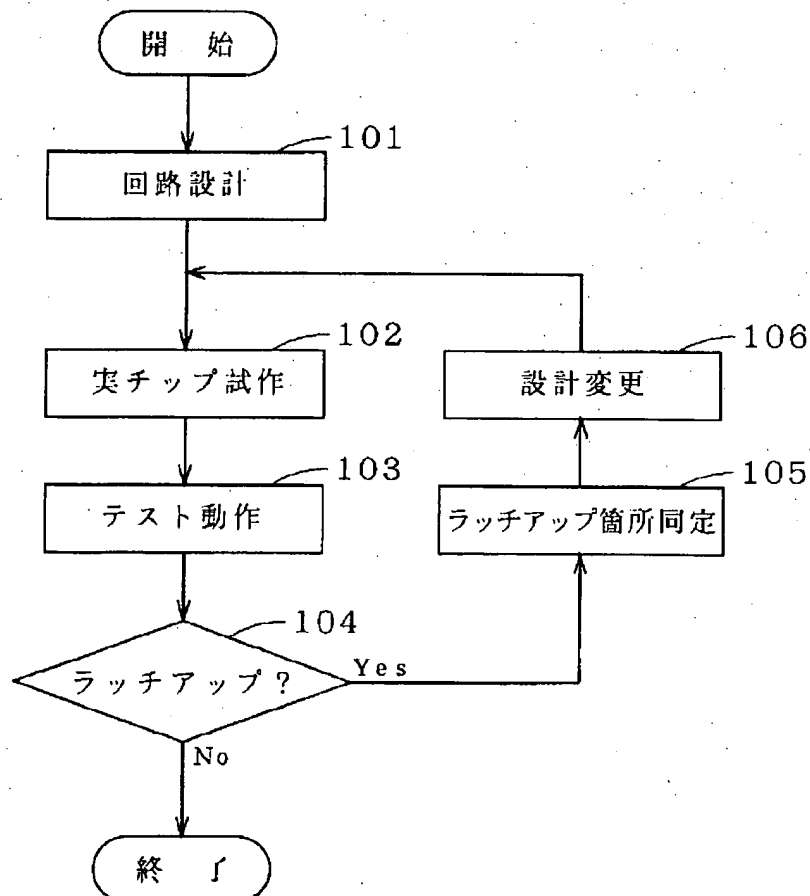 開始
101
回路設計
102
実チップ試作
106
設計変更
103
テスト動作
105
ラッチアップ箇所同定
104
ラッチアップ?
Yes
No
終了